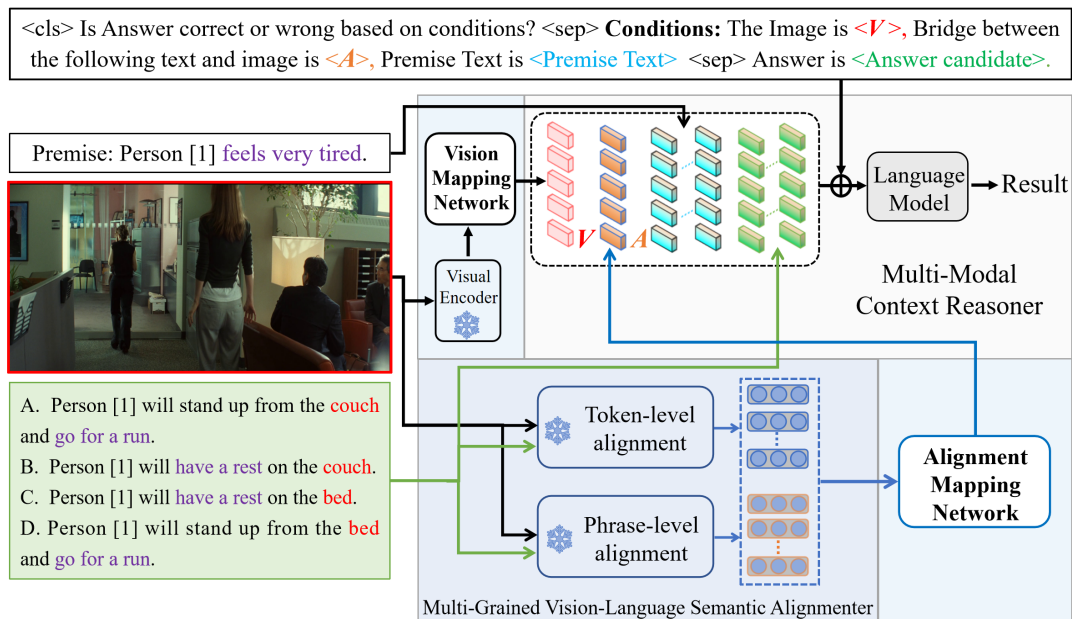 <cls> Is Answer correct or wrong based on conditions? <sep> Conditions: The Image is <V>, Bridge between
the following text and image is <A>, Premise Text is <Premise Text> <sep> Answer is <Answer candidate>.
Premise: Person [1] feels very tired.
Vision
Mapping
Network
Visual
Encoder
V
A
Language
Model
Result
Multi-Modal
Context Reasoner
A. Person [1] will stand up from the couch
and go for a run.
B. Person [1] will have a rest on the couch.
C. Person [1] will have a rest on the bed.
D. Person [1] will stand up from the bed
and go for a run.
Token-level
alignment
Phrase-level
alignment
Alignment
Mapping
Network
Multi-Grained Vision-Language Semantic Alignmenter